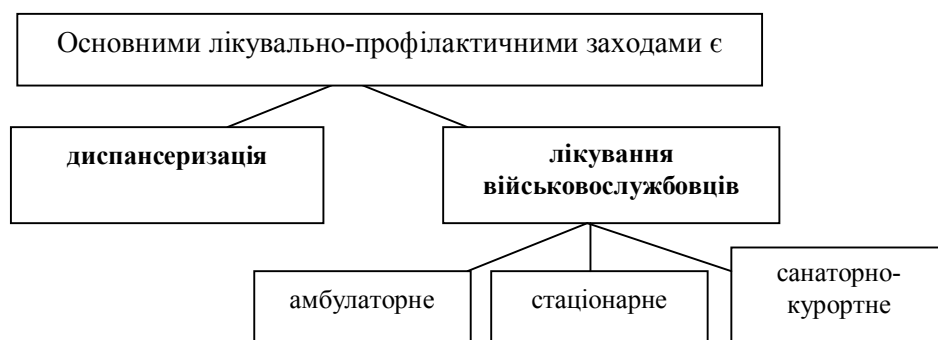 Основними лікувально-профілактичними заходами є
диспансеризація
лікування
військовослужбовців
амбулаторне
стаціонарне
санаторно-
курортне